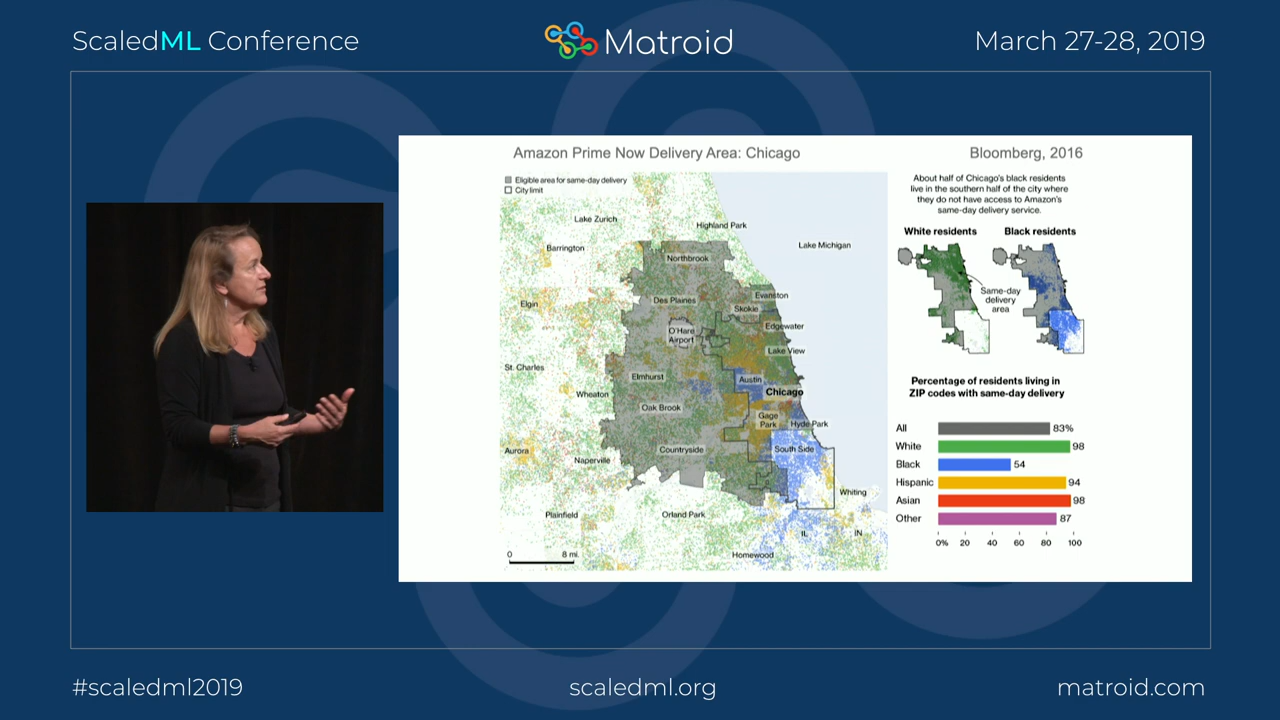 ScaledML Conference
Matroid
March 27-28, 2019
Amazon Prime Now Delivery Area: Chicago
Bloomberg, 2016
Eligible area for same-day delivery
City limit
Lake Zurich
Highland Park
Barrington
Lake Michigan
Northbrook
Elgin
Des Plaines
Evanston
Skokie
O'Hare
Airport
Edgewater
Lake View
St. Charles
Elmhurst
Austin
Wheaton
Chicago
Oak Brook
Gage
Park
Hyde Park
Aurora
Countryside
South Side
Naperville
Whiting
Plainfield
Orland Park
IL
IN
Homewood
0
8 mi.
About half of Chicago's black residents
live in the southern half of the city where
they do not have access to Amazon's
same-day delivery service.
White residents
Black residents
Same-day
delivery
area
Percentage of residents living in
ZIP codes with same-day delivery
All 83%
White 98
Black 54
Hispanic 94
Asian 98
Other 87
0% 20 40 60 80 100
#scaledml2019
scaledml.org
matroid.com